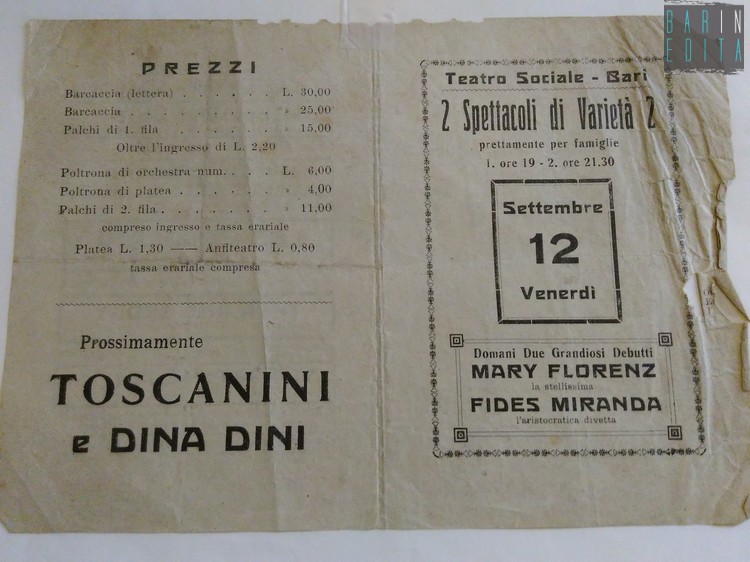 PREZZI
Barcaccia (lettera) . . . . . . L. 30,00
Barcaccia . . . . . . . . . » 25,00
Palchi di 1. fila . . . . . . » 15,00
Oltre l'ingresso di L. 2,20
Poltrona di orchestra num. . . . L. 6,00
Poltrona di platea . . . . . . » 4,00
Palchi di 2. fila . . . . . . . » 11,00
compreso ingresso e tassa erariale
Platea L. 1,30 —— Anfiteatro L. 0,80
tassa erariale compresa
Prossimamente
TOSCANINI
e DINA DINI
Teatro Sociale - Bari
2 Spettacoli di Varietà 2
prettamente per famiglie
1. ore 19 - 2. ore 21.30
Settembre
12
Venerdì
Domani Due Grandiosi Debutti
MARY FLORENZ
la stellissima
FIDES MIRANDA
l'aristocratica divetta
BARIN
EDITA